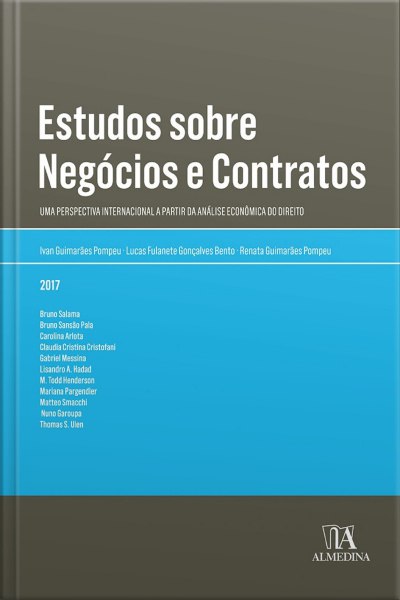 Estudos sobre
Negócios e Contratos
UMA PERSPECTIVA INTERNACIONAL A PARTIR DA ANÁLISE ECONÔMICA DO DIREITO
Ivan Guimarães Pompeu · Lucas Fulanete Gonçalves Bento · Renata Guimarães Pompeu
2017
Bruno Salama
Bruno Sansão Pala
Carolina Arlota
Claudia Cristina Cristofani
Gabriel Messina
Lisandro A. Hadad
M. Todd Henderson
Mariana Pargendler
Matteo Smacchi
Nuno Garoupa
Thomas S. Ulen
ALMEDINA